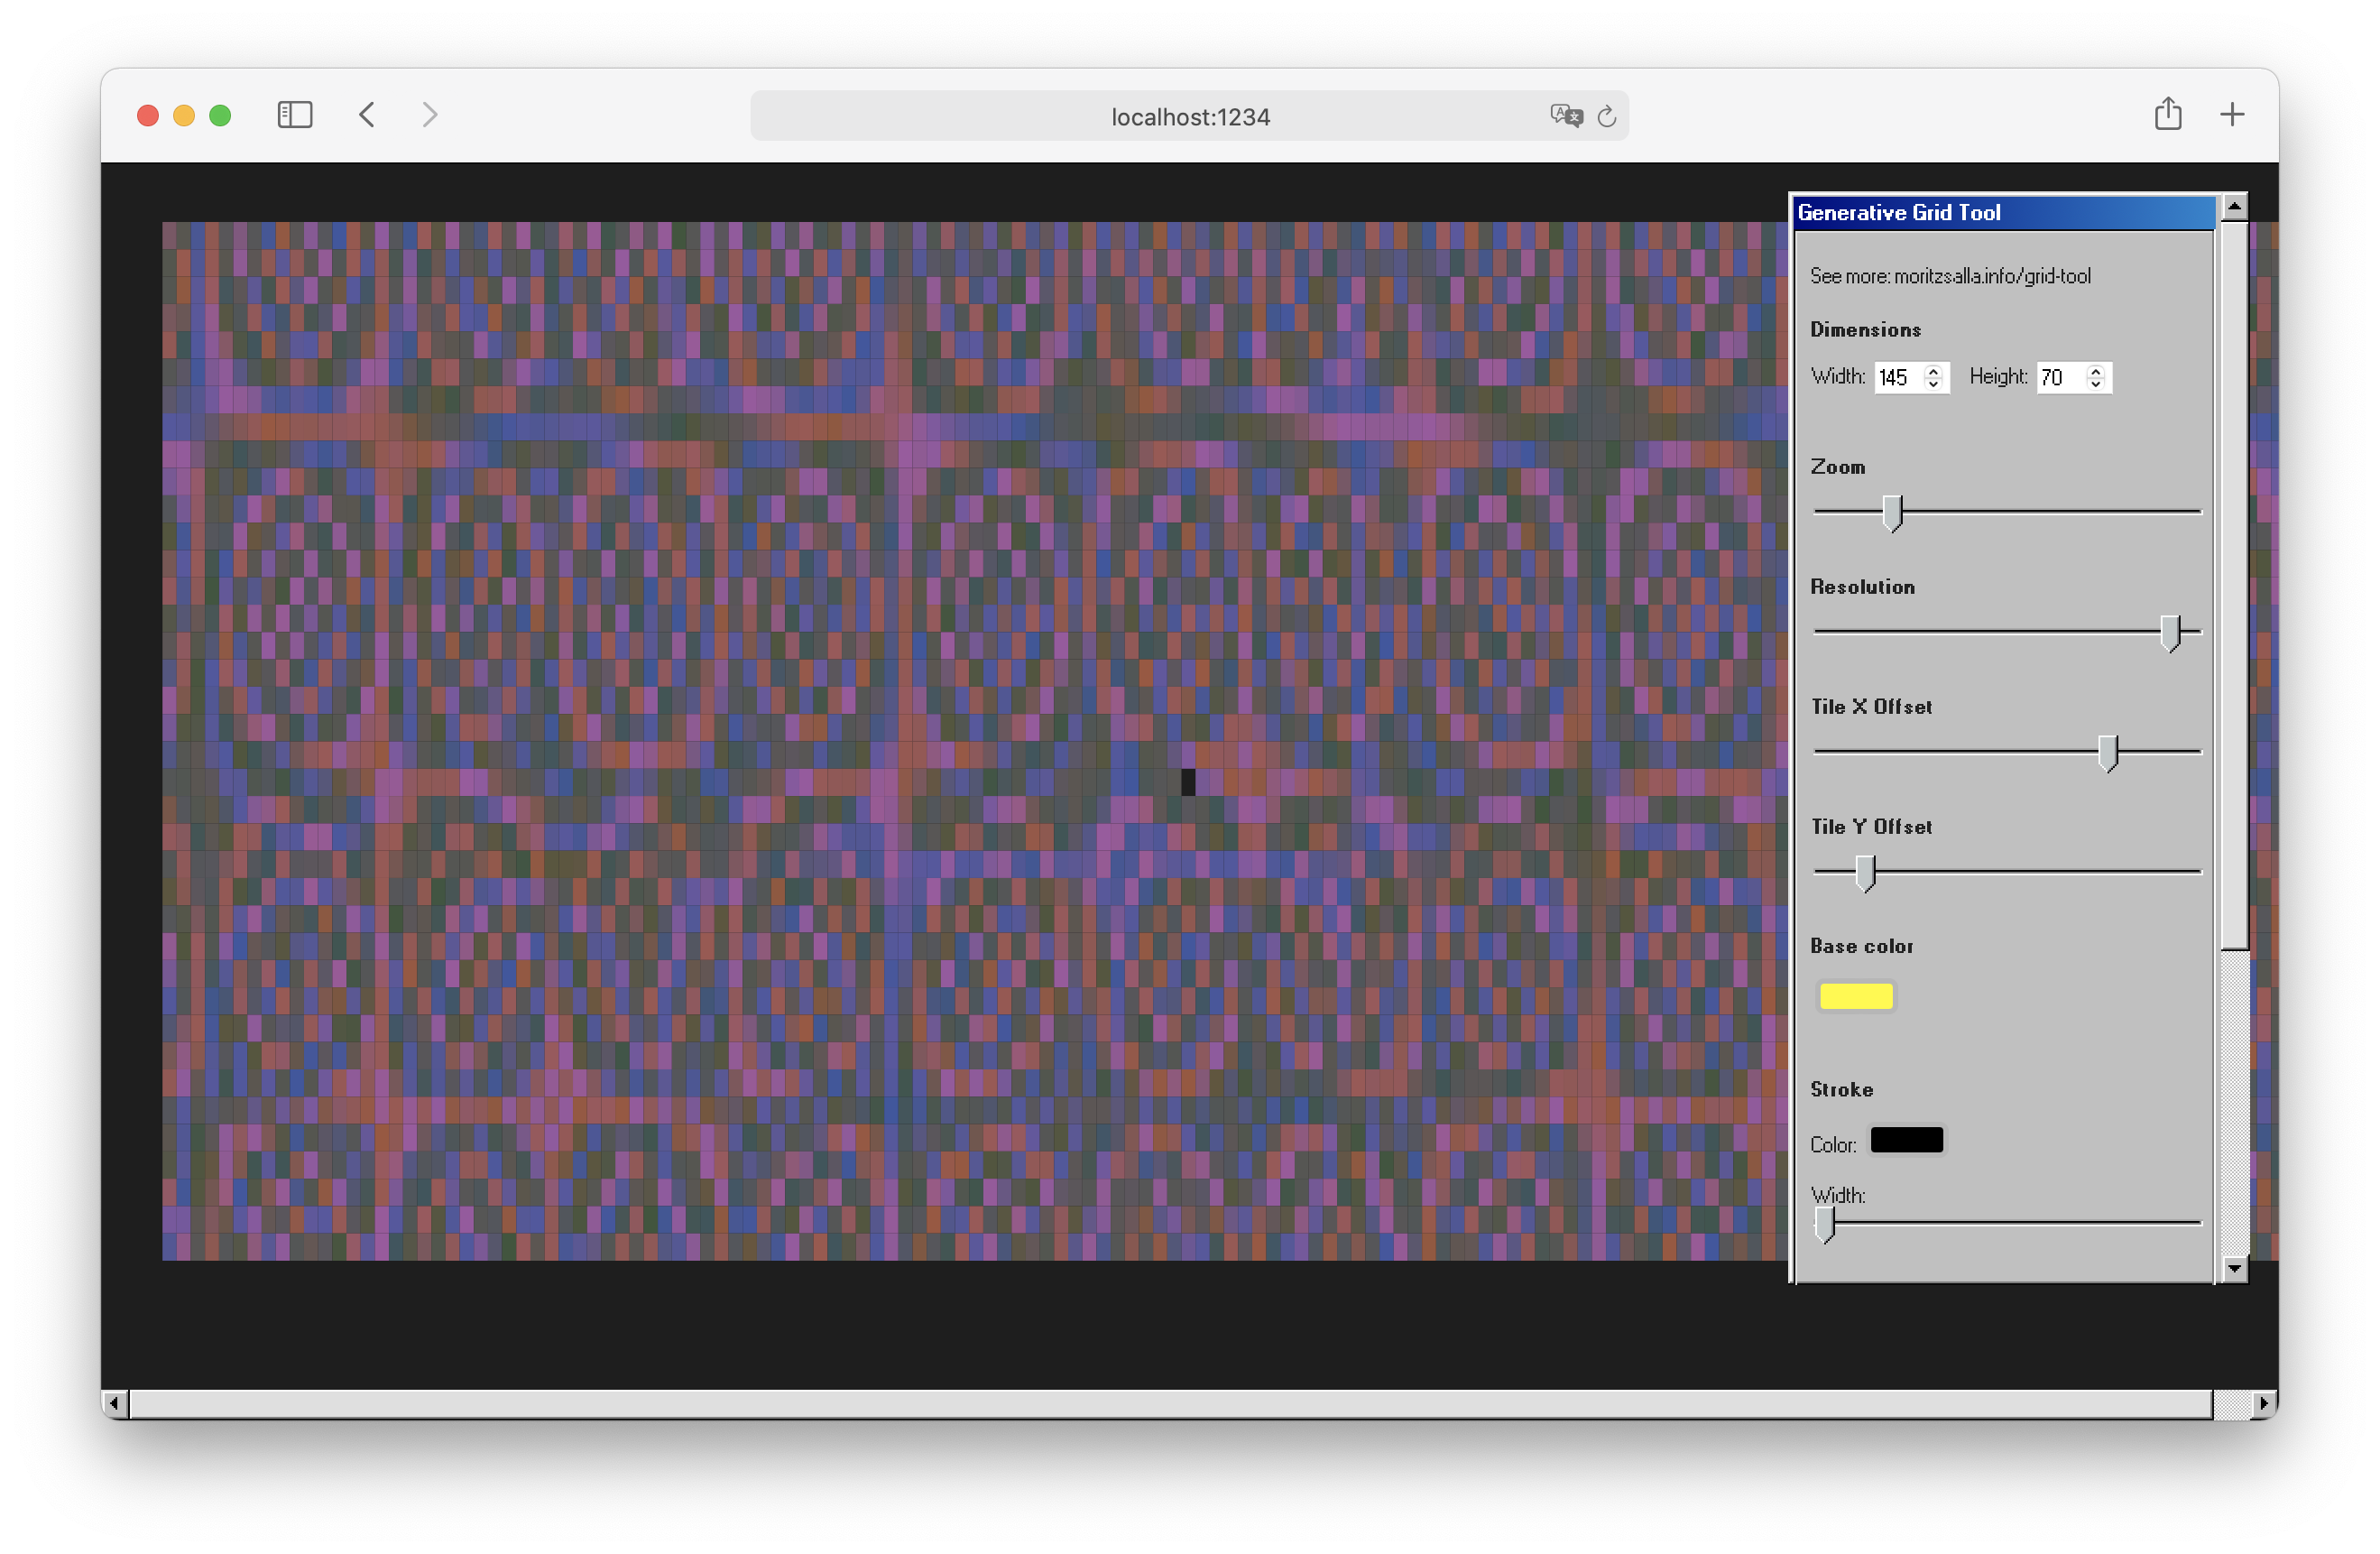 localhost:1234
Generative Grid Tool
See more: moritzsalla.info/grid-tool
Dimensions
Width: 145 Height: 70
Zoom
Resolution
Tile X Offset
Tile Y Offset
Base color
Stroke
Color:
Width: